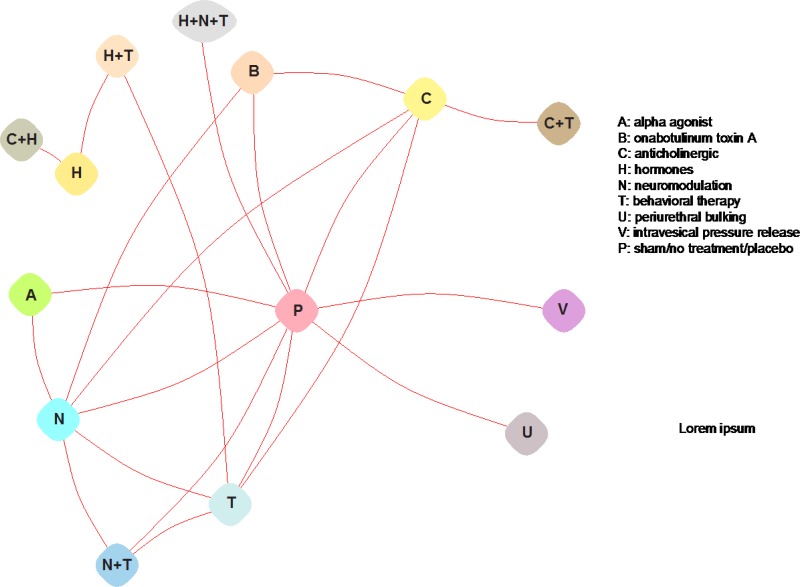 H+N+T
H+T
B
C
C+T
C+H
H
A
P
V
N
U
T
N+T
A: alpha agonist
B: onabotulinum toxin A
C: anticholinergic
H: hormones
N: neuromodulation
T: behavioral therapy
U: periurethral bulking
V: intravesical pressure release
P: sham/no treatment/placebo
Lorem ipsum